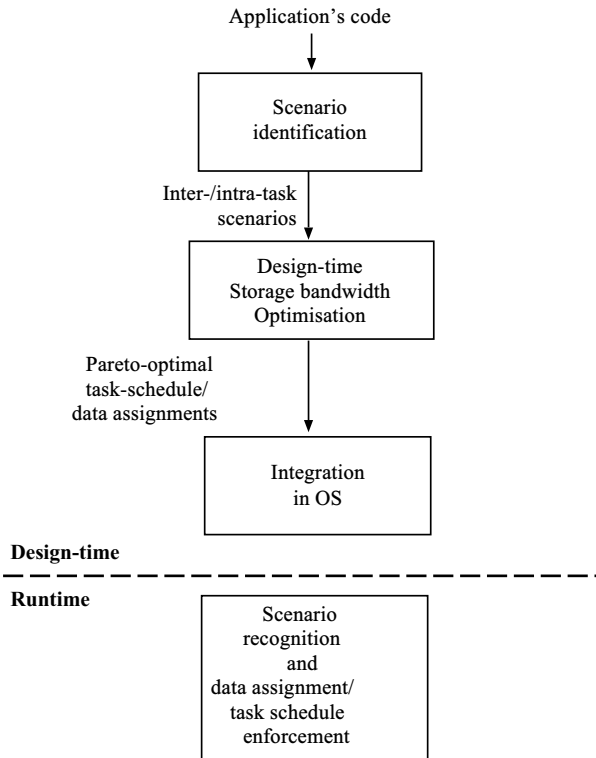 Application's code
Scenario
identification
Inter-/intra-task
scenarios
Design-time
Storage bandwidth
Optimisation
Pareto-optimal
task-schedule/
data assignments
Integration
in OS
Design-time
Runtime
Scenario
recognition
and
data assignment/
task schedule
enforcement